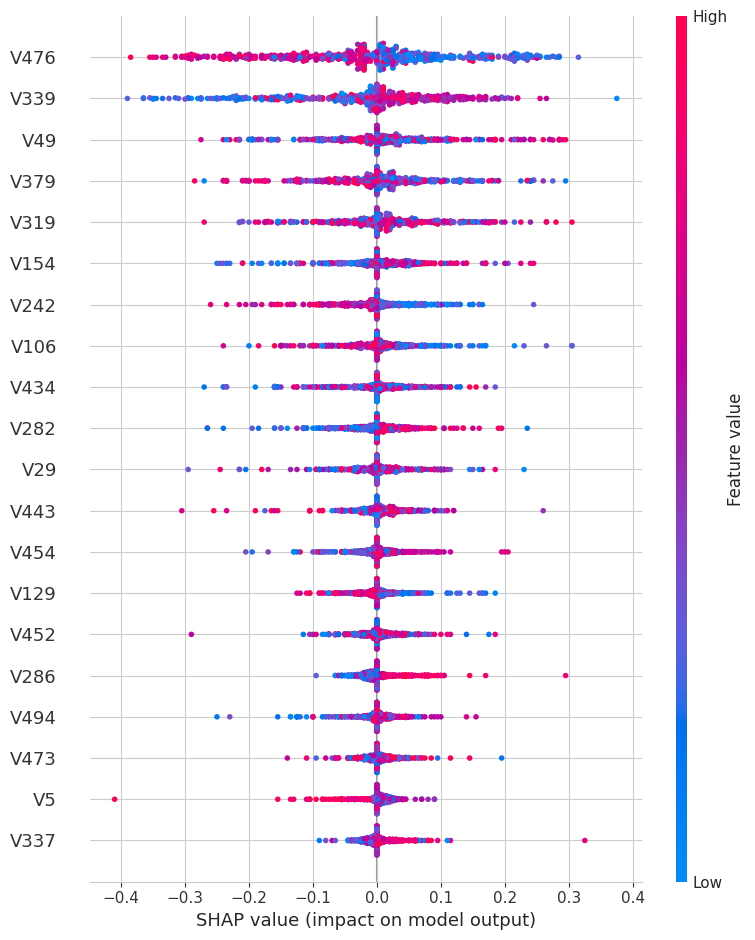 High
V476
V339
V49
V379
V319
V154
V242
V106
V434
V282
V29
V443
V454
V129
V452
V286
V494
V473
V5
V337
Feature value
Low
−0.4 −0.3 −0.2 −0.1 0.0 0.1 0.2 0.3 0.4
SHAP value (impact on model output)